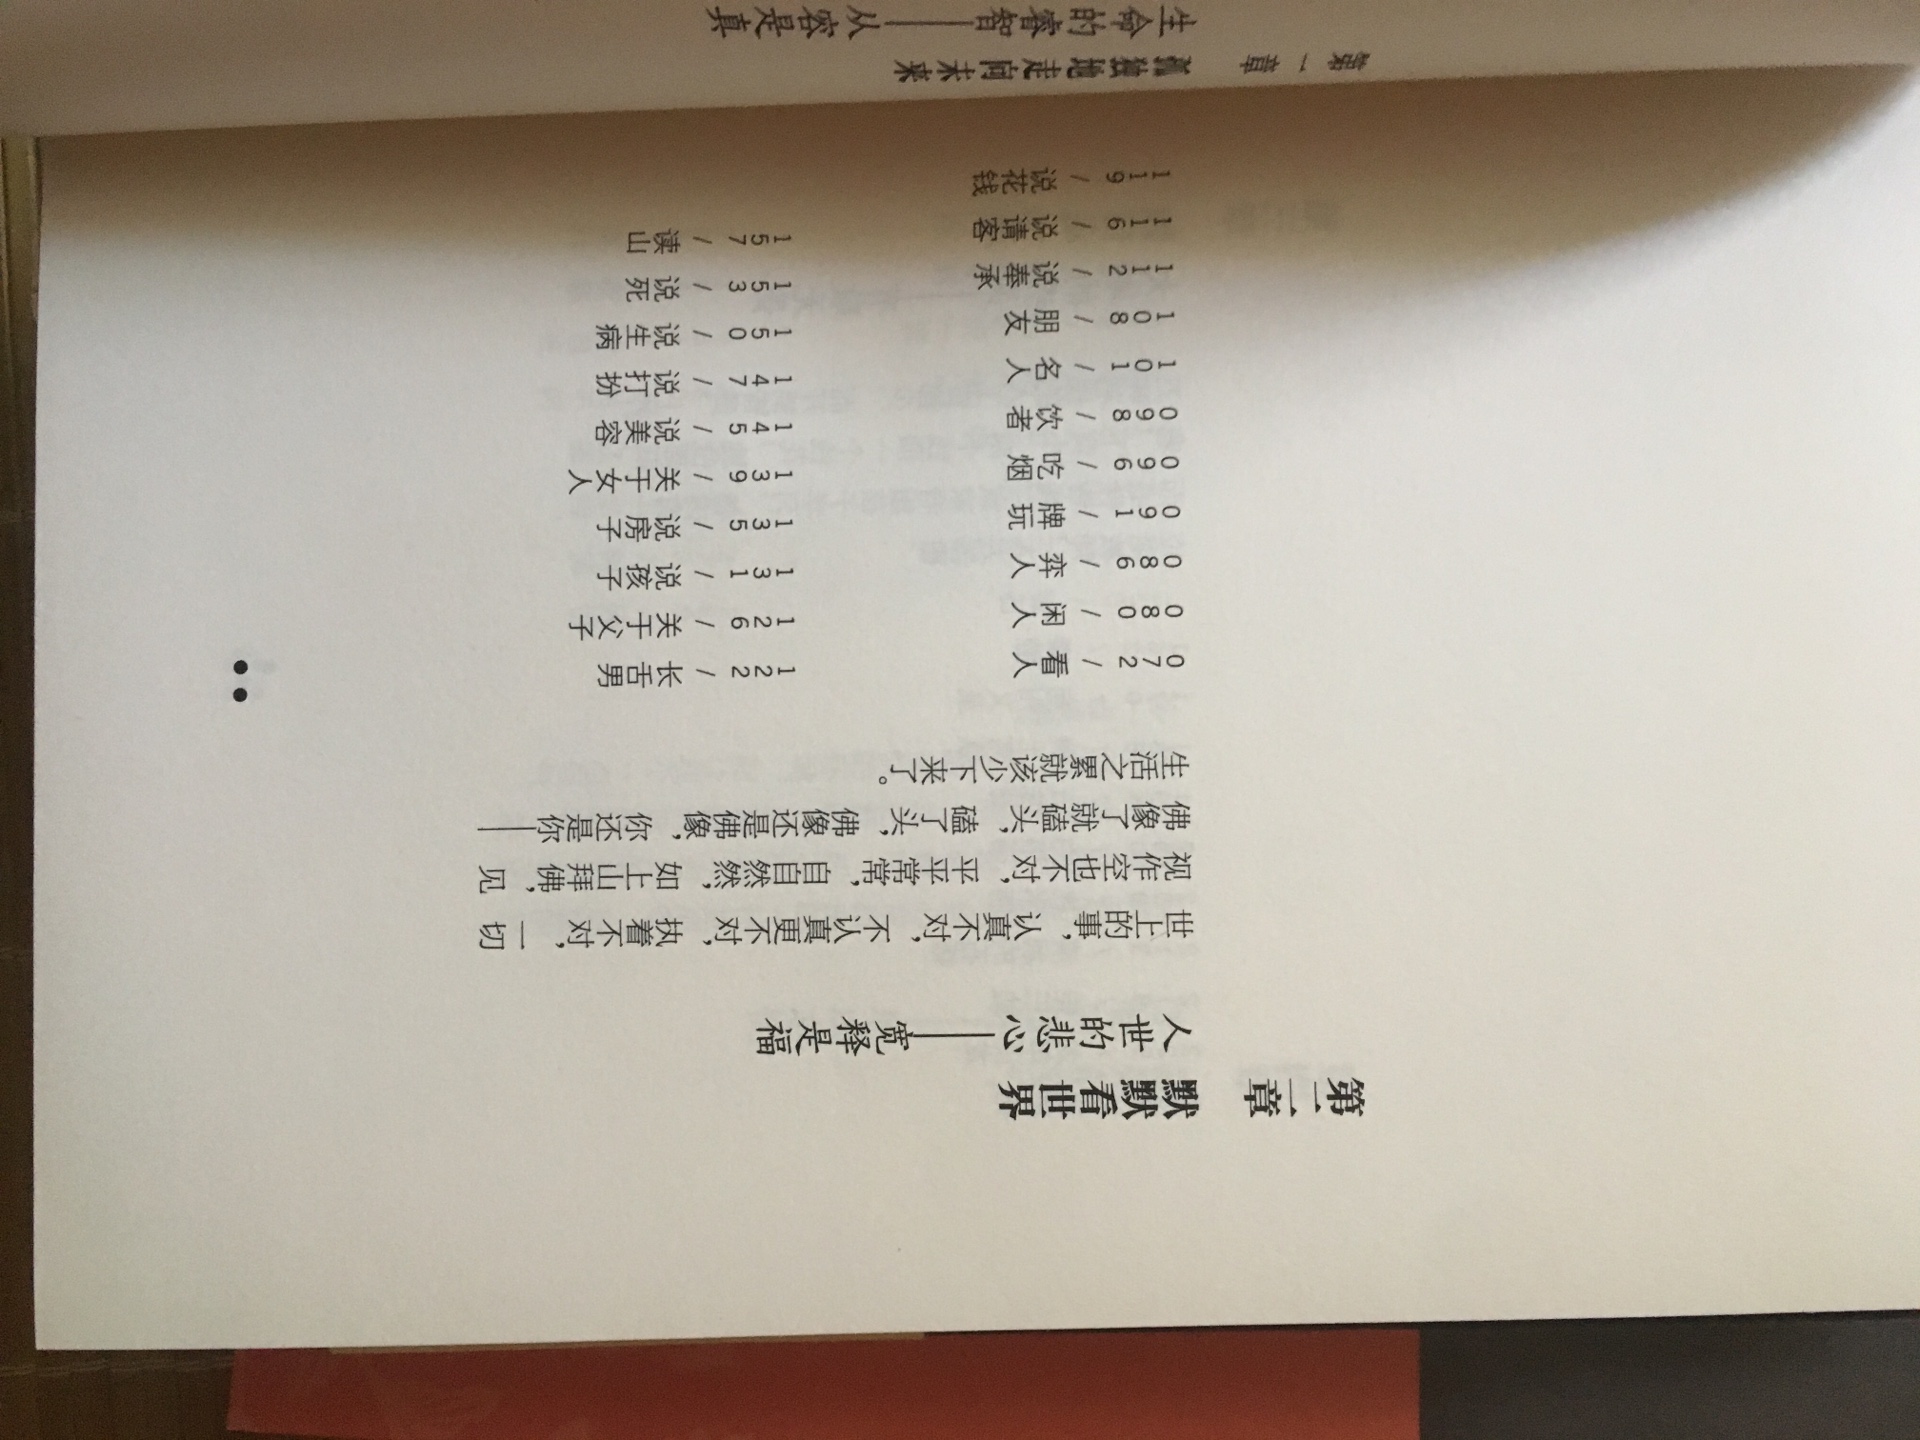 第二章 默默看世界
人世的悲心——宽释是福
世上的事，认真不对，不认真更不对，执着不对，一切
视作空也不对，平平常常，自自然然，如上山拜佛，见
佛像了就磕头，磕了头，佛像还是佛像，你还是你——
生活之累就该少下来了。
072 / 看人
080 / 闲人
086 / 弈人
091 / 牌玩
096 / 吃烟
098 / 饮者
101 / 名人
108 / 朋友
112 / 说奉承
116 / 说请客
119 / 说花钱
122 / 长舌男
126 / 关于父子
131 / 说孩子
135 / 说房子
139 / 关于女人
145 / 说美容
147 / 说打扮
150 / 说生病
153 / 说死
157 / 读山
第一章 孤独地走向未来
生命的睿智——从容是真